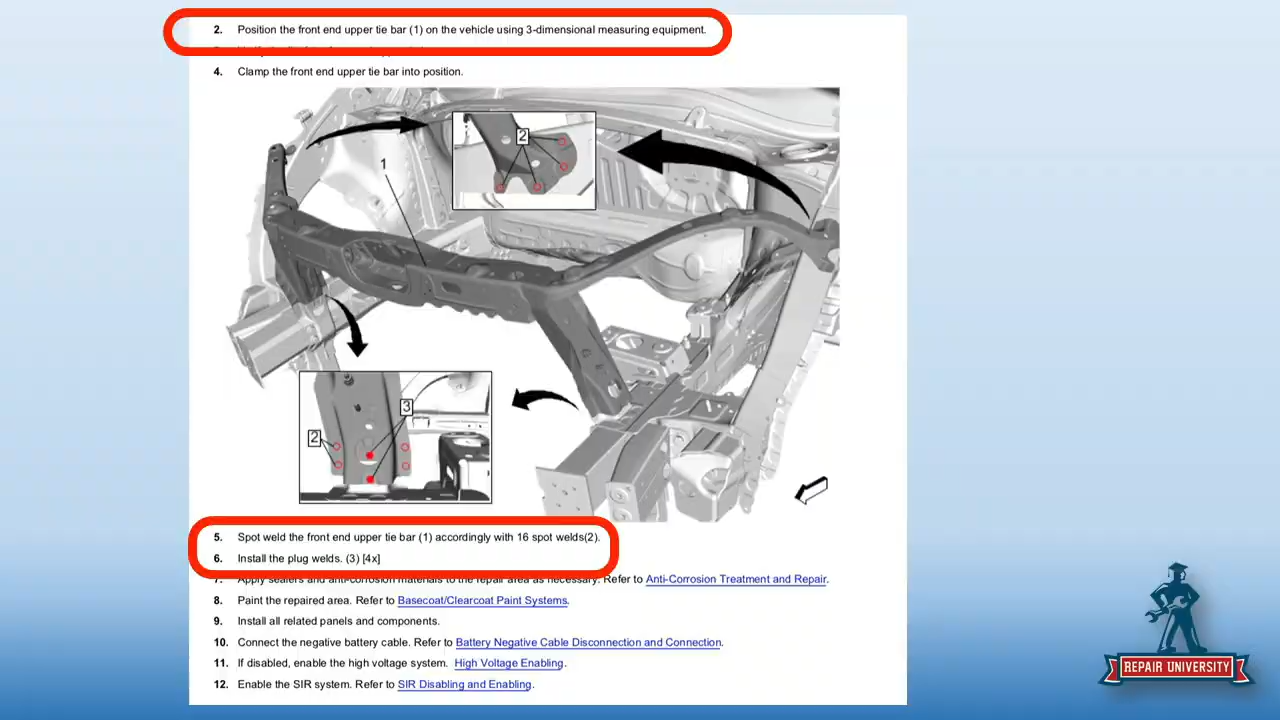 2. Position the front end upper tie bar (1) on the vehicle using 3-dimensional measuring equipment.
4. Clamp the front end upper tie bar into position.
2
1
3
2
5. Spot weld the front end upper tie bar (1) accordingly with 16 spot welds(2).
6. Install the plug welds. (3) [4x]
7. Apply sealers and anti-corrosion materials to the repair area as necessary. Refer to Anti-Corrosion Treatment and Repair.
8. Paint the repaired area. Refer to Basecoat/Clearcoat Paint Systems.
9. Install all related panels and components.
10. Connect the negative battery cable. Refer to Battery Negative Cable Disconnection and Connection.
11. If disabled, enable the high voltage system. High Voltage Enabling.
12. Enable the SIR system. Refer to SIR Disabling and Enabling.
REPAIR UNIVERSITY